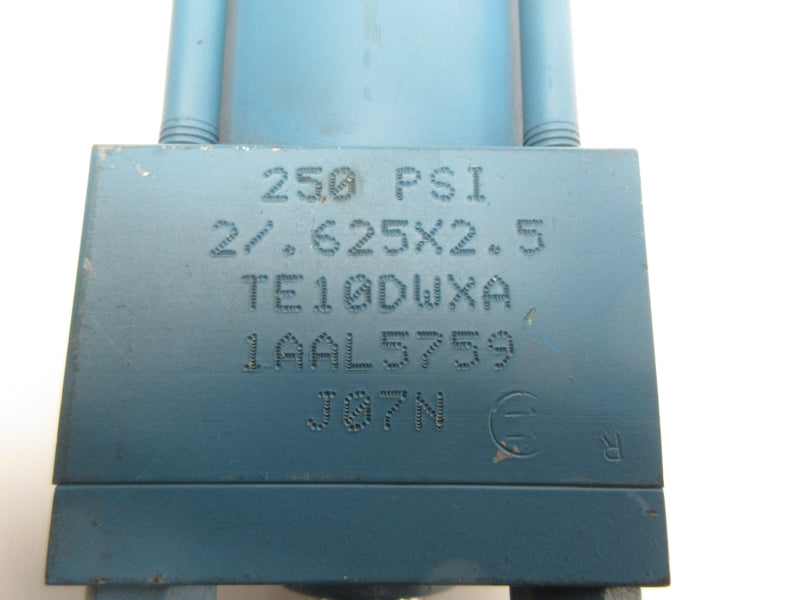 250 PSI
2/.625X2.5
TE10DWXA
1AAL5759
J07N
R